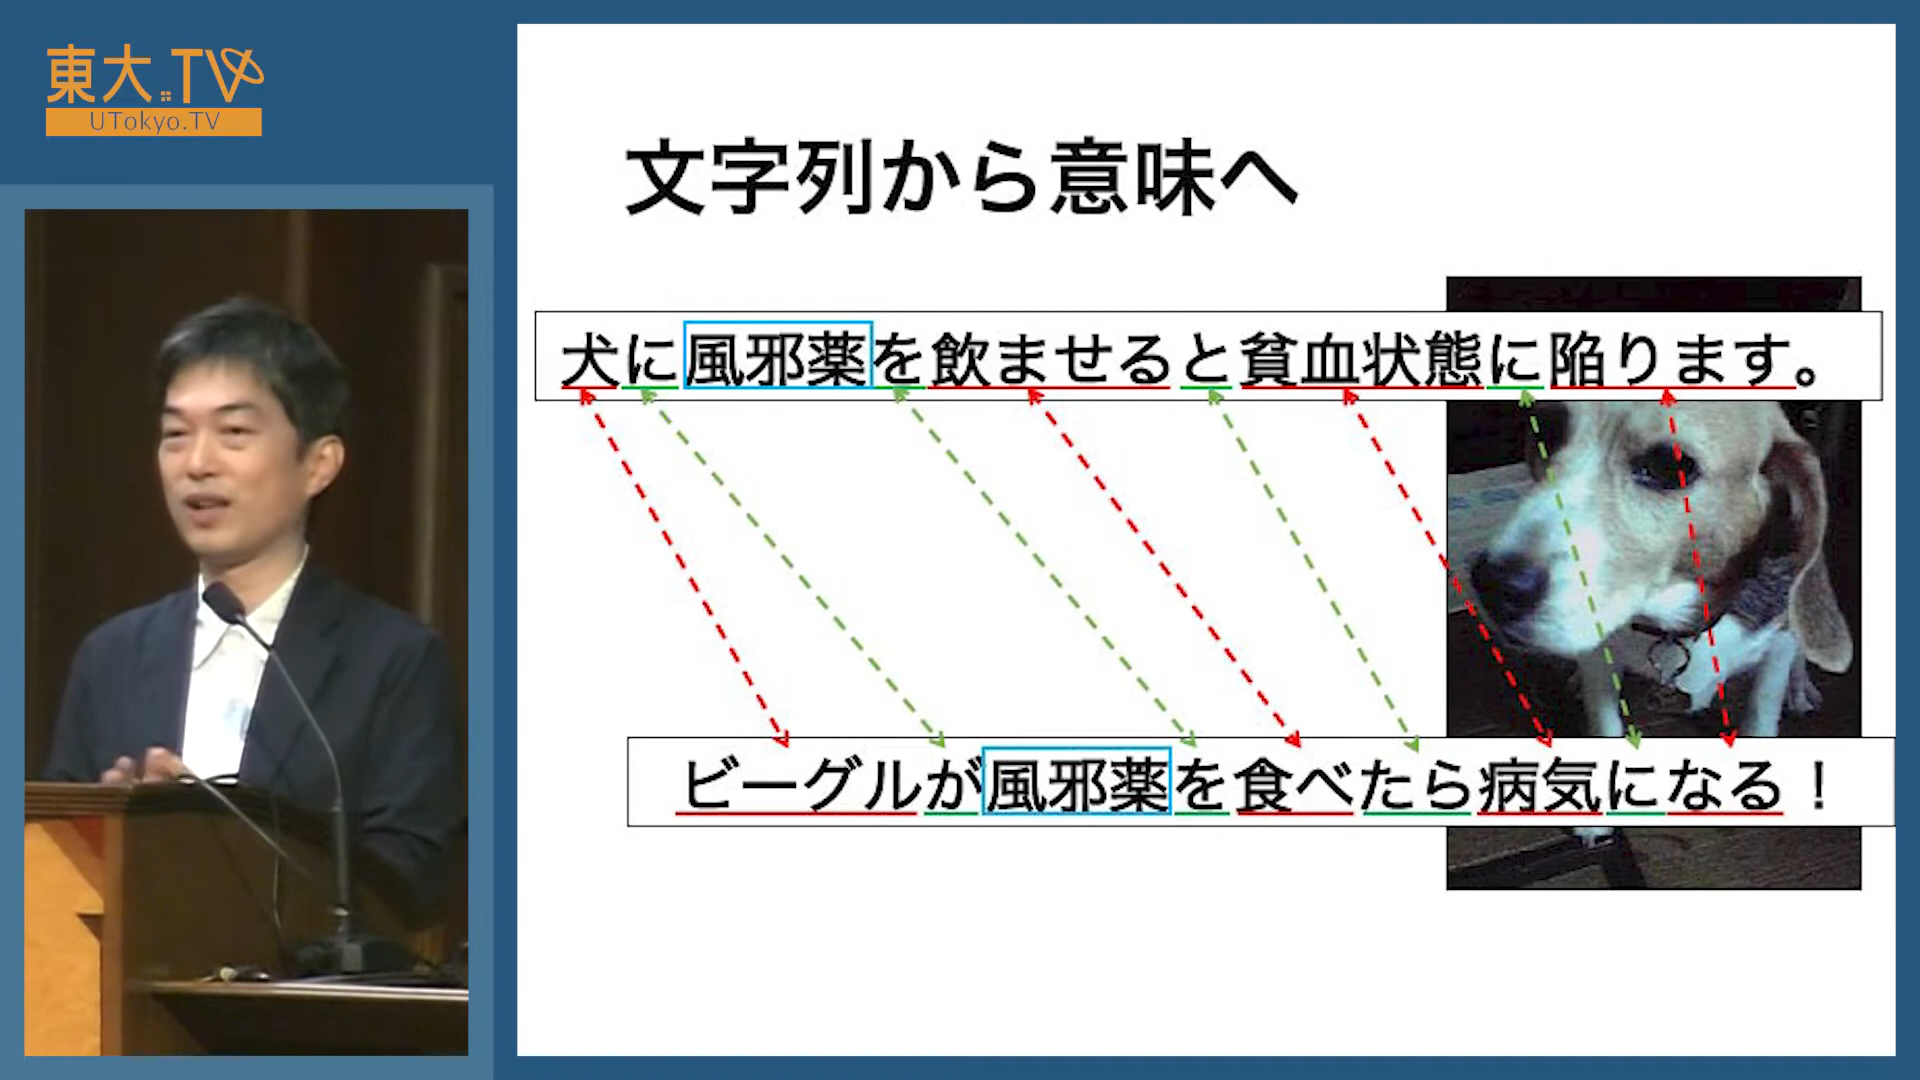 東大.TV
UTokyo.TV
文字列から意味へ
犬に風邪薬を飲ませると貧血状態に陥ります。
ビーグルが風邪薬を食べたら病気になる！